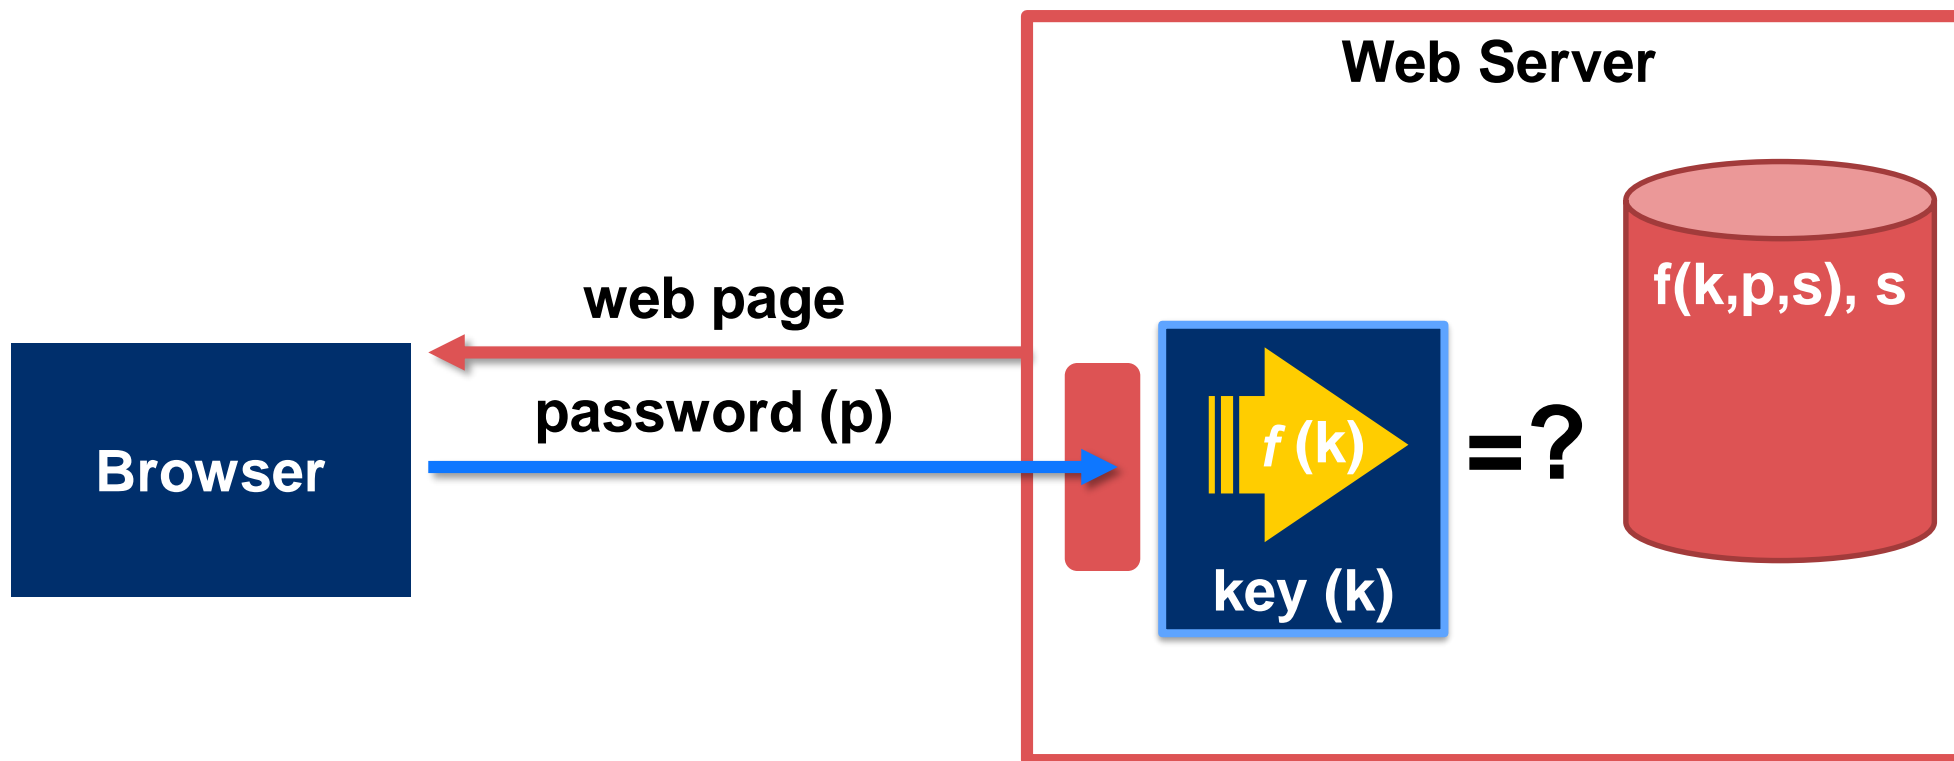 Web Server
f(k,p,s), s
web page
password (p)
Browser
f (k)
key (k)
=?